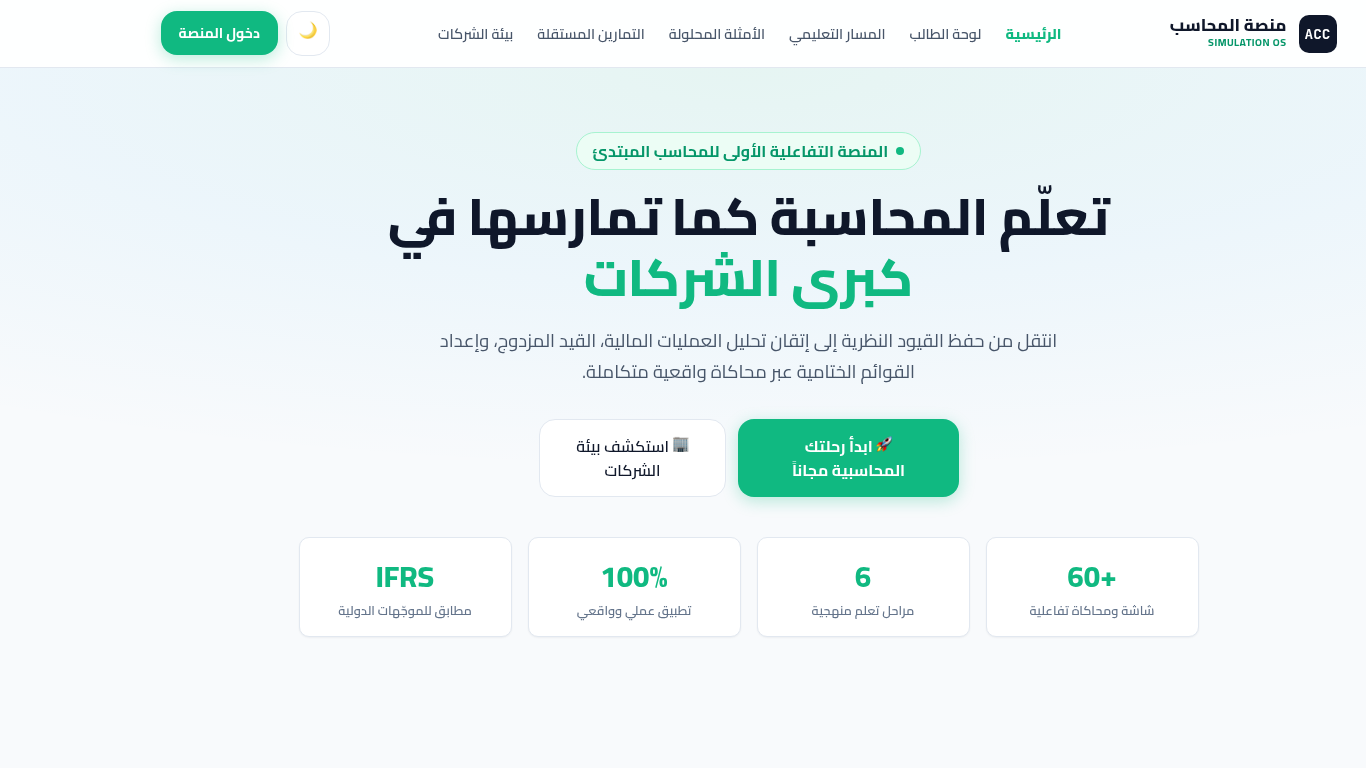 ACC
منصة المحاسب
SIMULATION OS
الرئيسية
لوحة الطالب
المسار التعليمي
الأمثلة المحلولة
التمارين المستقلة
بيئة الشركات
دخول المنصة
المنصة التفاعلية الأولى للمحاسب المبتدئ
تعلّم المحاسبة كما تمارسها في
كبرى الشركات
انتقل من حفظ القيود النظرية إلى إتقان تحليل العمليات المالية، القيد المزدوج، وإعداد
القوائم الختامية عبر محاكاة واقعية متكاملة.
ابدأ رحلتك
المحاسبية مجاناً
استكشف بيئة
الشركات
60+
شاشة ومحاكاة تفاعلية
6
مراحل تعلم منهجية
100%
تطبيق عملي وواقعي
IFRS
مطابق للموجّهات الدولية